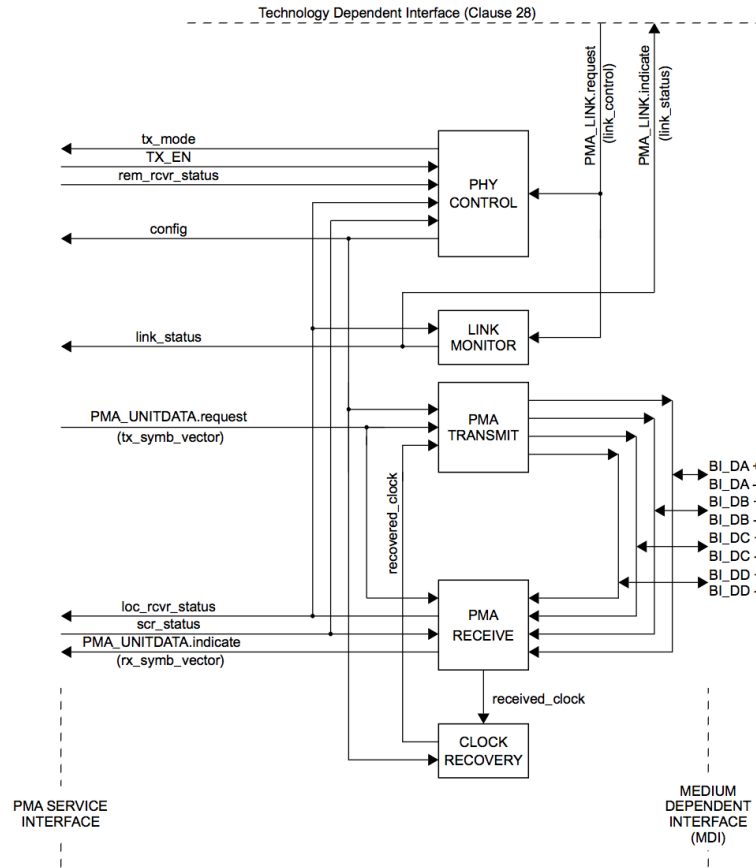 Technology Dependent Interface (Clause 28)
PMA_LINK.request
(link_control)
PMA_LINK.indicate
(link_status)
tx_mode
TX_EN
rem_rcvr_status
PHY
CONTROL
config
LINK
MONITOR
link_status
PMA_UNITDATA.request
(tx_symb_vector)
PMA
TRANSMIT
recovered_clock
BI_DA +
BI_DA -
BI_DB -
BI_DB -
BI_DC -
BI_DC -
BI_DD -
BI_DD -
loc_rcvr_status
scr_status
PMA_UNITDATA.indicate
(rx_symb_vector)
PMA
RECEIVE
received_clock
CLOCK
RECOVERY
PMA SERVICE
INTERFACE
MEDIUM
DEPENDENT
INTERFACE
(MDI)